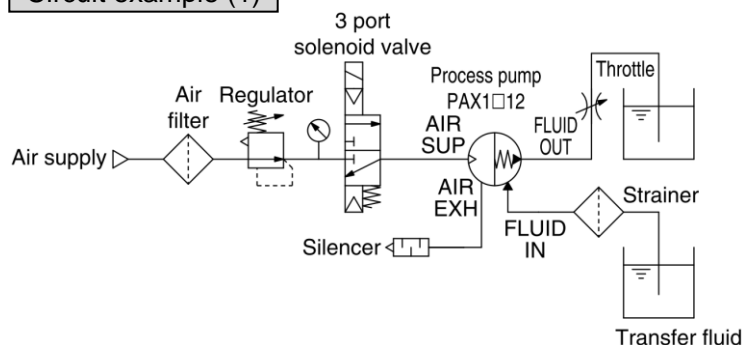 Circuit example (1)
3 port
solenoid valve
Process pump
PAX1□12
Throttle
Air
filter
Regulator
AIR
SUP
FLUID
OUT
Air supply
AIR
EXH
Strainer
Silencer
FLUID
IN
Transfer fluid